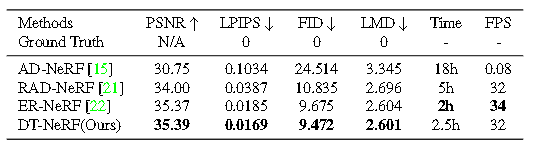 Methods PSNR ↑ LPIPS ↓ FID ↓ LMD ↓ Time FPS
Ground Truth N/A 0 0 0 - -
AD-NeRF [15] 30.75 0.1034 24.514 3.345 18h 0.08
RAD-NeRF [21] 34.00 0.0387 10.835 2.696 5h 32
ER-NeRF [22] 35.37 0.0185 9.675 2.604 2h 34
DT-NeRF(Ours) 35.39 0.0169 9.472 2.601 2.5h 32